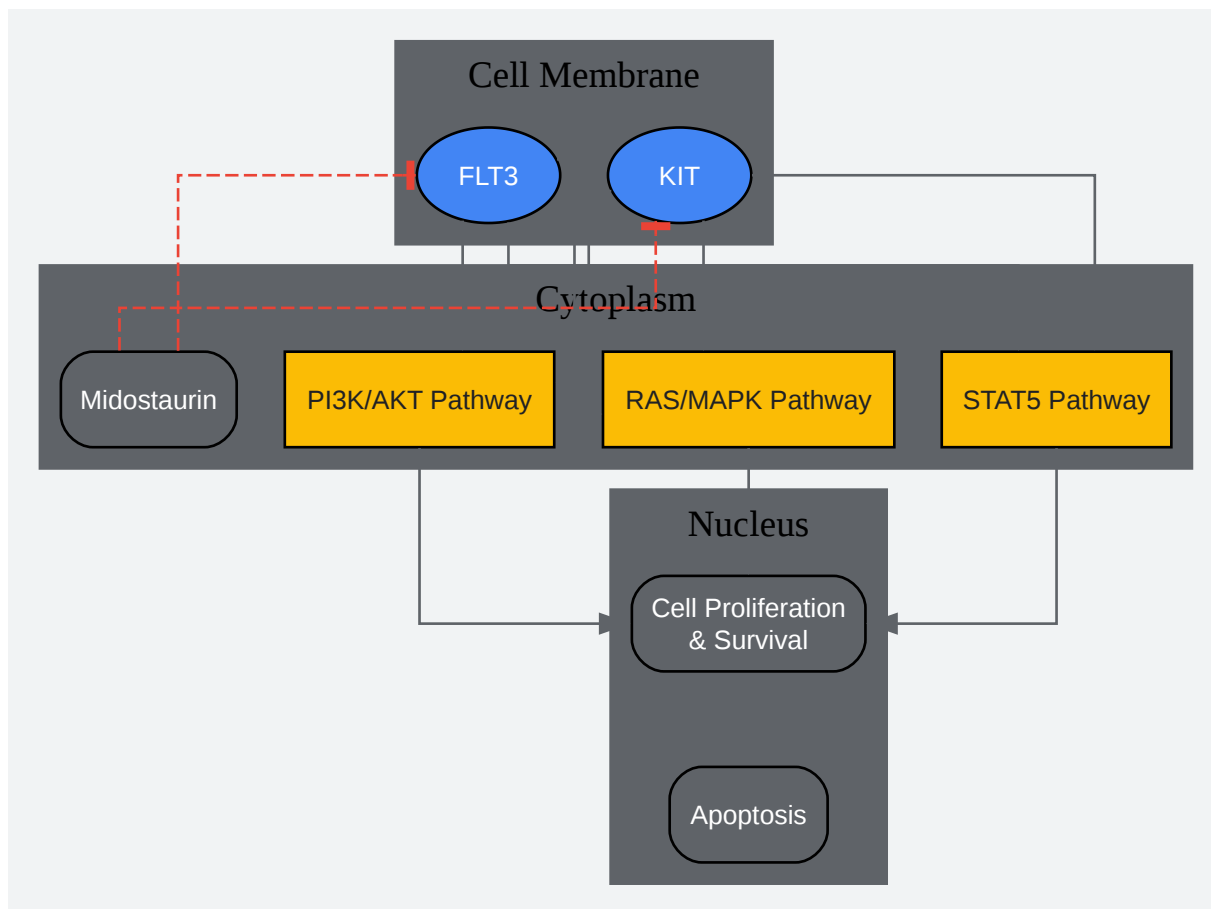 Cell Membrane
FLT3
KIT
Cytoplasm
Midostaurin
PI3K/AKT Pathway
RAS/MAPK Pathway
STAT5 Pathway
Nucleus
Cell Proliferation
& Survival
Apoptosis